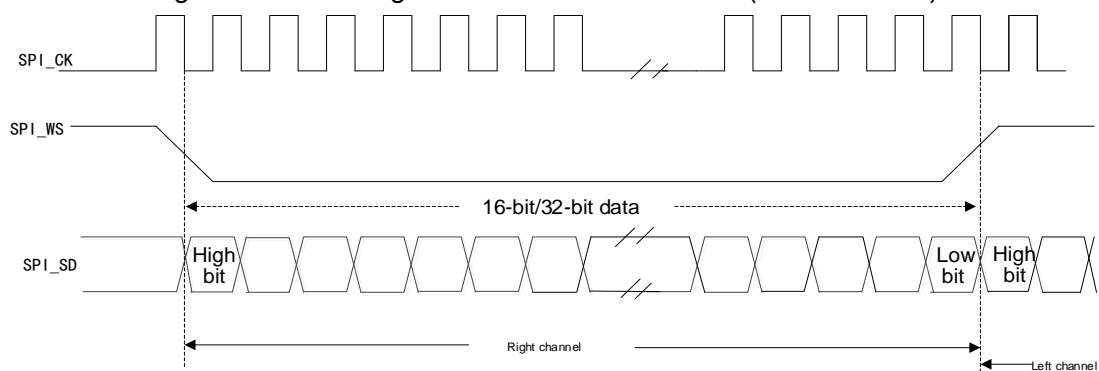 SPI_CK
SPI_WS
16-bit/32-bit data
SPI_SD
High bit
Low bit
High bit
Right channel
Left channel